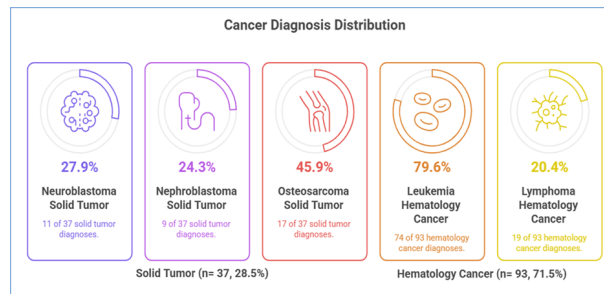 Cancer Diagnosis Distribution
27.9%
Neuroblastoma
Solid Tumor
11 of 37 solid tumor
diagnoses.
24.3%
Nephroblastoma
Solid Tumor
9 of 37 solid tumor
diagnoses.
45.9%
Osteosarcoma
Solid Tumor
17 of 37 solid tumor
diagnoses.
79.6%
Leukemia
Hematology
Cancer
74 of 93 hematology
cancer diagnoses.
20.4%
Lymphoma
Hematology
Cancer
19 of 93 hematology
cancer diagnoses.
Solid Tumor (n= 37, 28.5%)
Hematology Cancer (n= 93, 71.5%)